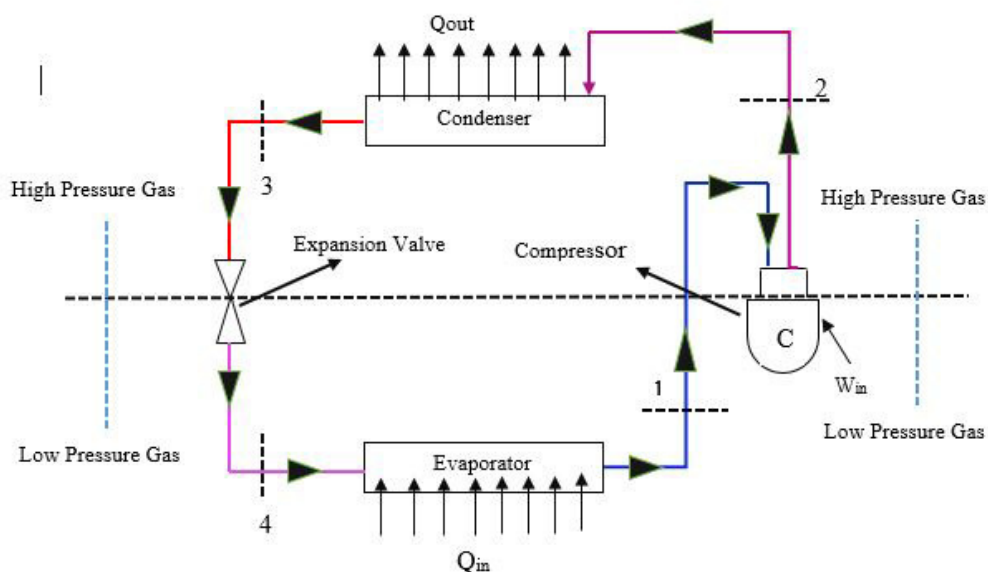 Qout
2
Condenser
3
High Pressure Gas
High Pressure Gas
Expansion Valve
Compressor
C
1
Win
Low Pressure Gas
Low Pressure Gas
Evaporator
4
Qin